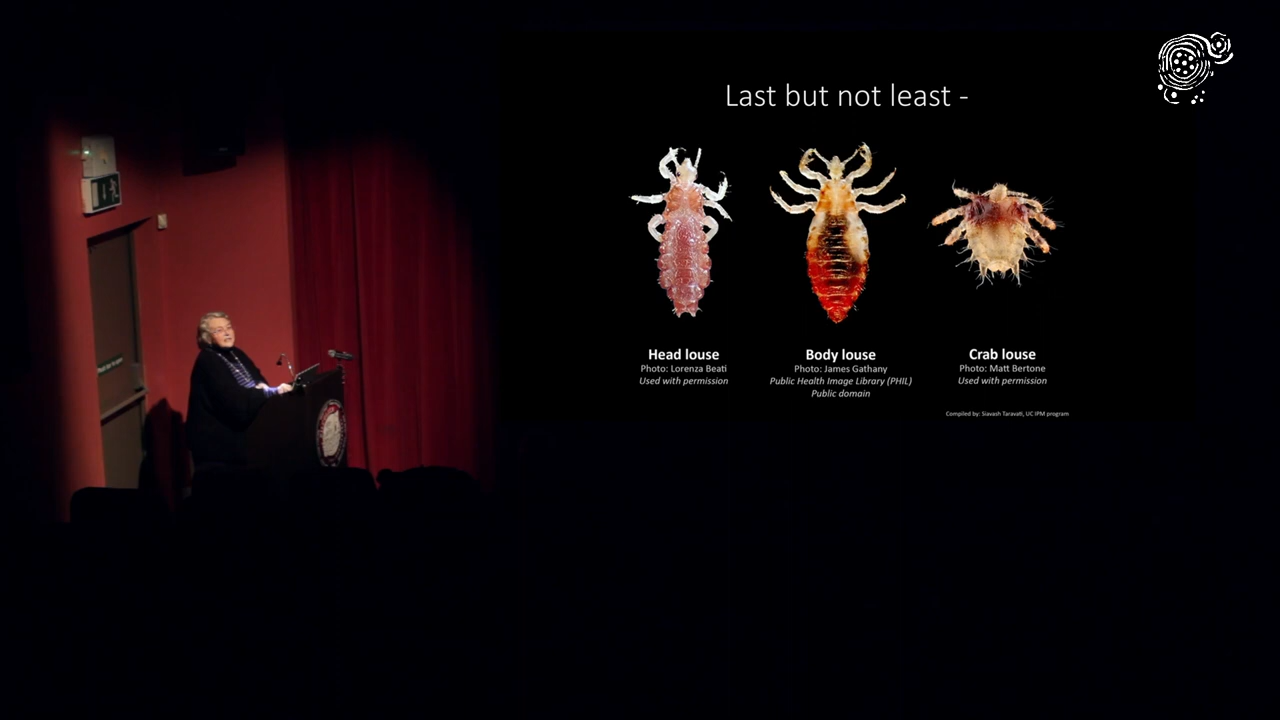 Last but not least -
Head louse
Photo: Lorenza Beati
Used with permission
Body louse
Photo: James Gathany
Public Health Image Library (PHIL)
Public domain
Crab louse
Photo: Matt Bertone
Used with permission
Compiled by: Siavash Taravati, UC IPM program